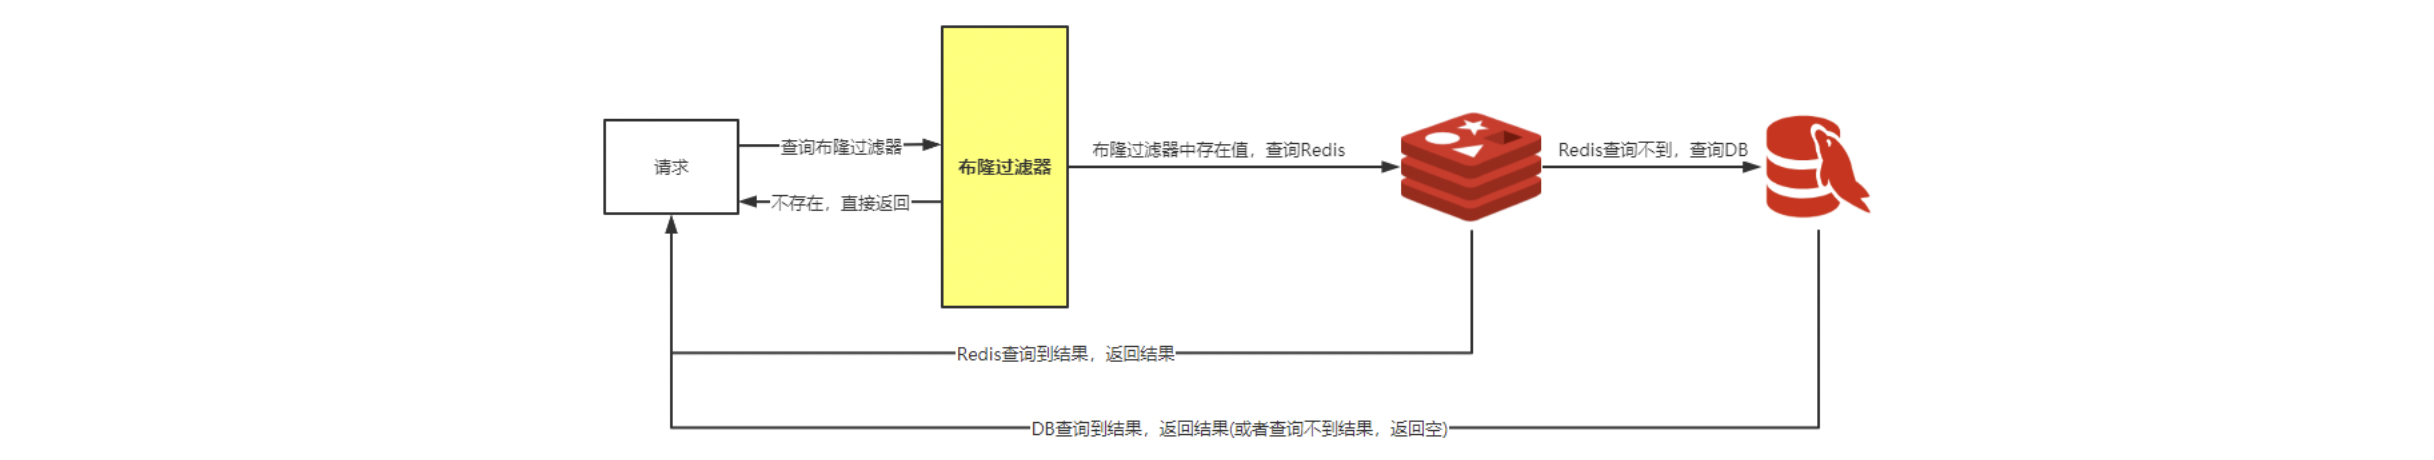 请求
查询布隆过滤器
不存在，直接返回
布隆过滤器
布隆过滤器中存在值，查询Redis
Redis查询不到，查询DB
Redis查询到结果，返回结果
DB查询到结果，返回结果(或者查询不到结果，返回空)